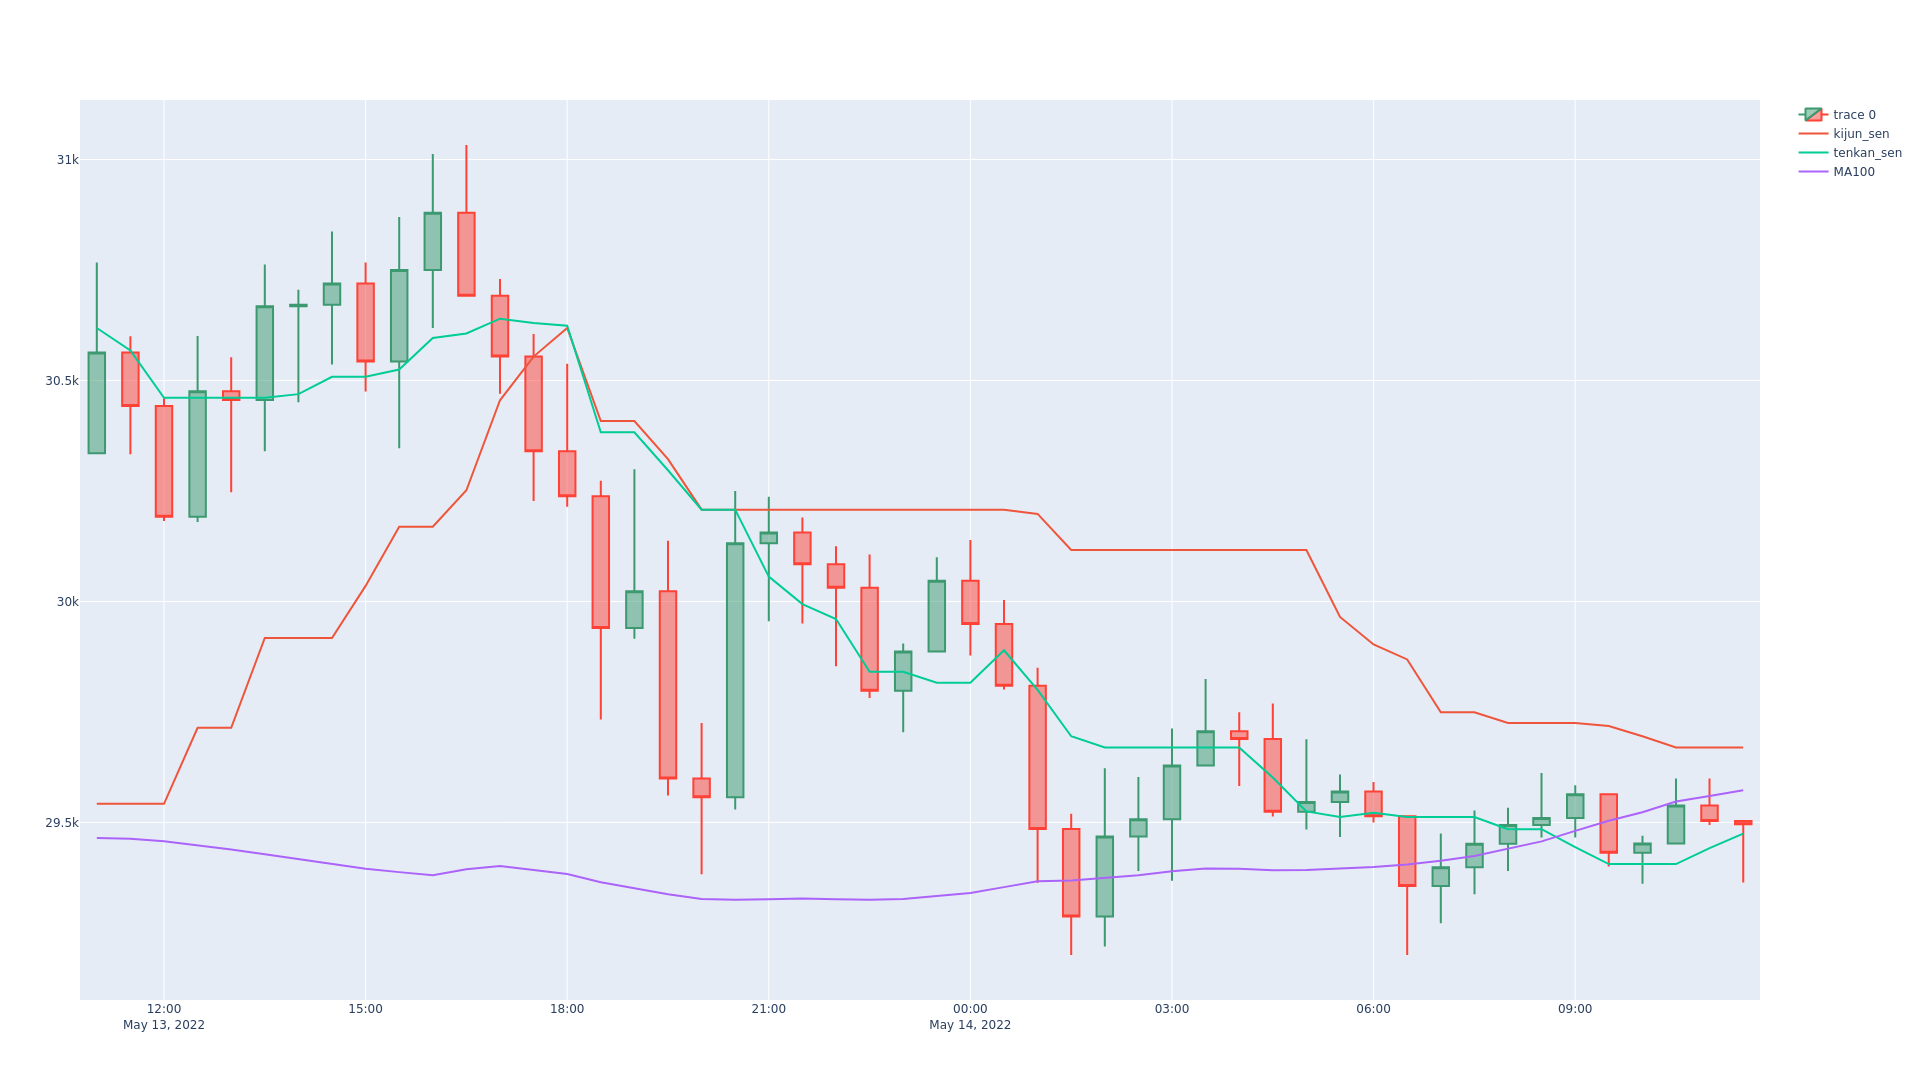 trace 0
kijun_sen
tenkan_sen
MA100
31k
30.5k
30k
29.5k
12:00
May 13, 2022
15:00
18:00
21:00
00:00
May 14, 2022
03:00
06:00
09:00